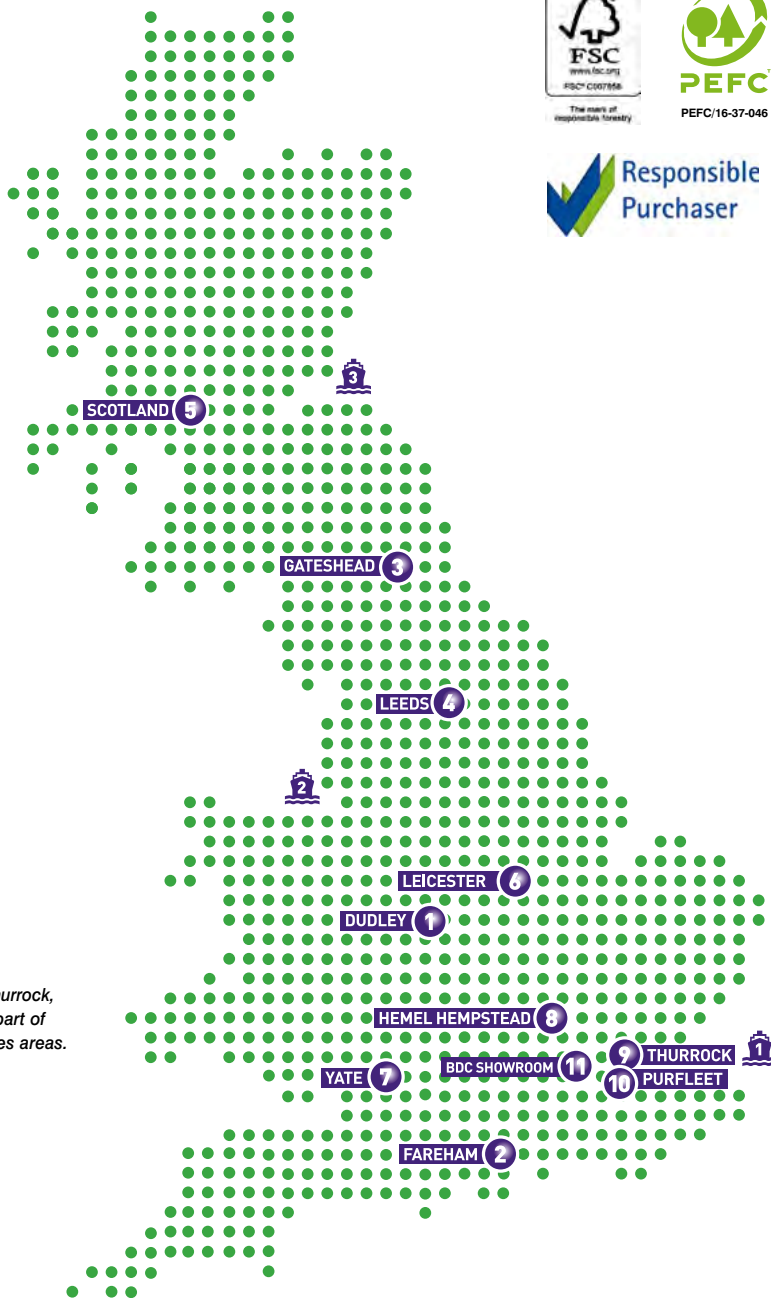 FSC
www.fsc.org
FSC® C007858
The mark of
responsible forestry
PEFC
PEFC/16-37-046
Responsible
Purchaser
3
SCOTLAND 5
GATESHEAD 3
LEEDS 4
2
LEICESTER 6
DUDLEY 1
urrock,
part of
es areas.
HEMEL HEMPSTEAD 8
9 THURROCK
1
BDC SHOWROOM 11
YATE 7
10 PURFLEET
FAREHAM 2